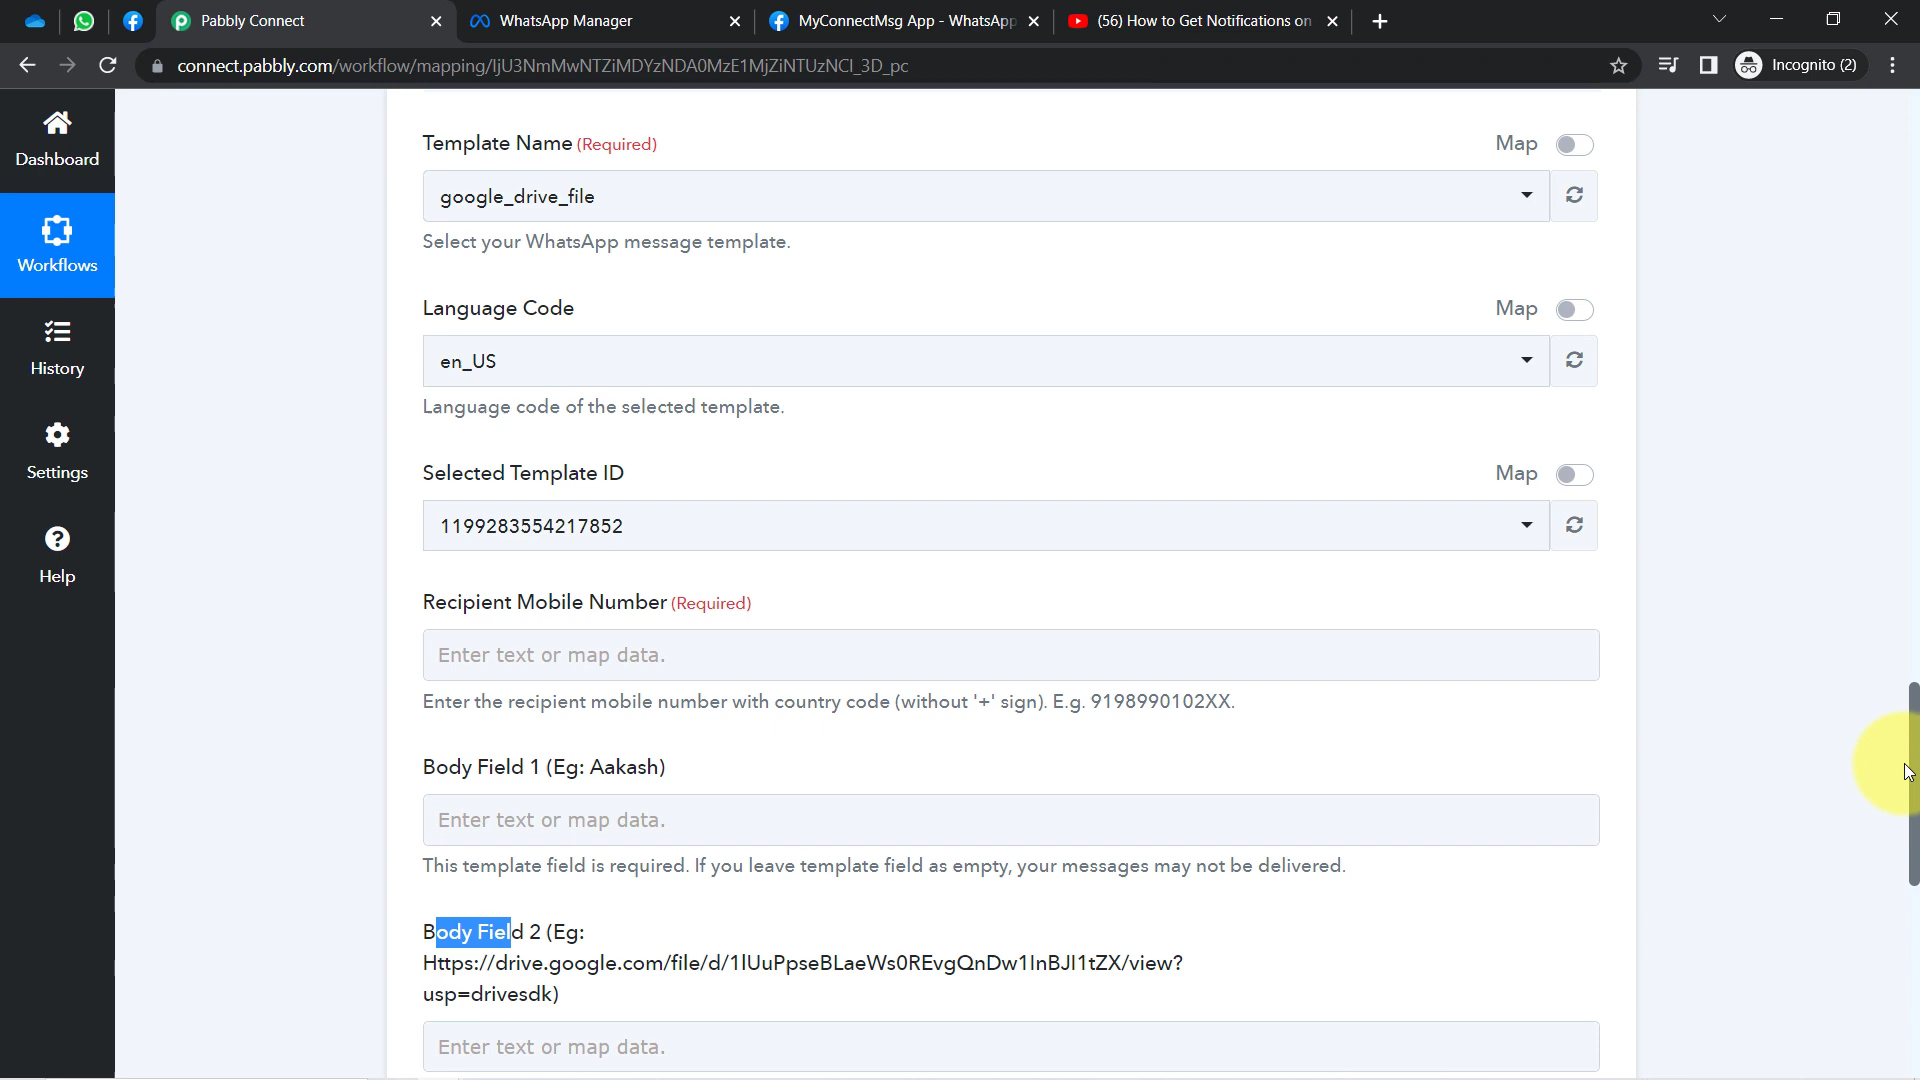 Pabbly Connect
WhatsApp Manager
MyConnectMsg App - WhatsApp
(56) How to Get Notifications on
connect.pabbly.com/workflow/mapping/IjU3NmMwNTZiMDYzNDA0MzE1MjZiNTUzNCI_3D_pc
Incognito (2)
Dashboard
Workflows
History
Settings
Help
Template Name (Required)
Map
google_drive_file
Select your WhatsApp message template.
Language Code
Map
en_US
Language code of the selected template.
Selected Template ID
Map
1199283554217852
Recipient Mobile Number (Required)
Enter text or map data.
Enter the recipient mobile number with country code (without '+' sign). E.g. 9198990102XX.
Body Field 1 (Eg: Aakash)
Enter text or map data.
This template field is required. If you leave template field as empty, your messages may not be delivered.
Body Field 2 (Eg:
Https://drive.google.com/file/d/1IUuPpseBLaeWs0REvgQnDw1InBJI1tZX/view?
usp=drivesdk)
Enter text or map data.